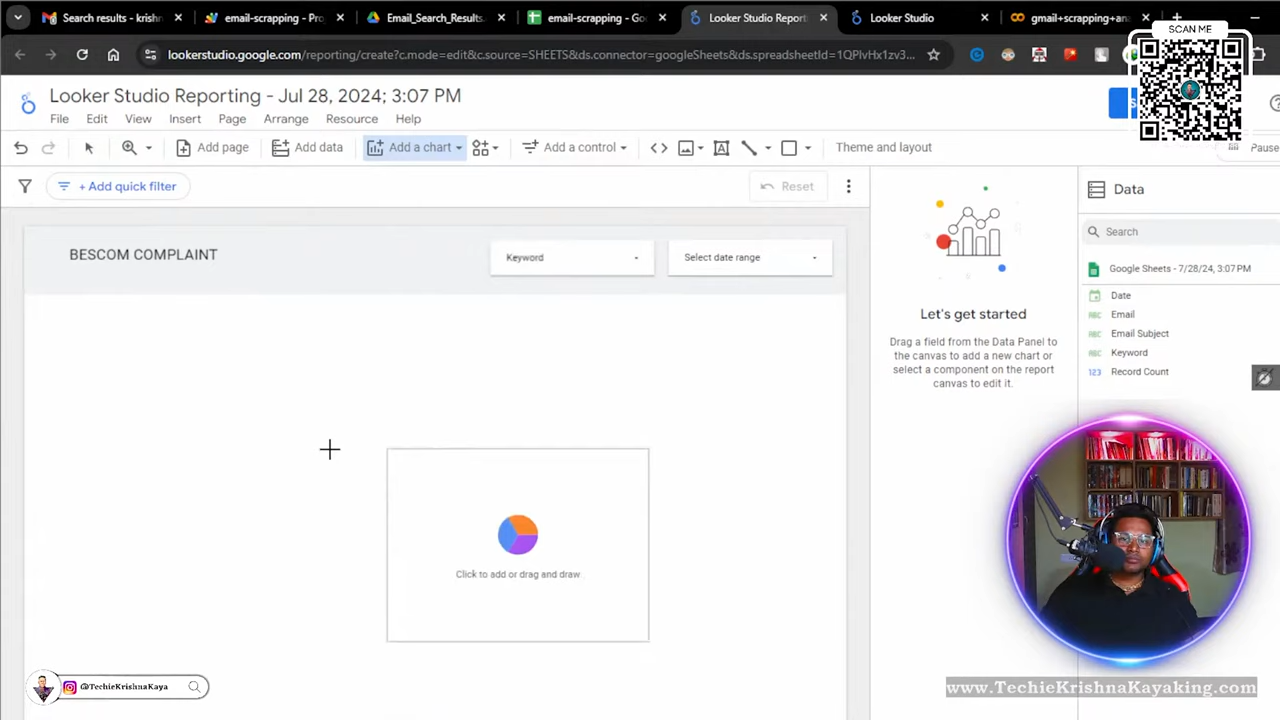 Search results - krishn
email-scrapping - Pro
Email_Search_Results.
email-scrapping - Go
Looker Studio Report
Looker Studio
gmail+scrapping+an
SCAN ME
lookerstudio.google.com/reporting/create?c.mode=edit&c.source=SHEETS&ds.connector=googleSheets&ds.spreadsheetId=1QPlvHx1zv3...
Looker Studio Reporting - Jul 28, 2024; 3:07 PM
File Edit View Insert Page Arrange Resource Help
Add page
Add data
Add a chart
Add a control
Theme and layout
Pause
+ Add quick filter
Reset
Data
Search
BESCOM COMPLAINT
Keyword
Select date range
Google Sheets - 7/28/24, 3:07 PM
Date
ABC Email
ABC Email Subject
ABC Keyword
123 Record Count
Let's get started
Drag a field from the Data Panel to
the canvas to add a new chart or
select a component on the report
canvas to edit it.
Click to add or drag and draw
@TechieKrishnaKaya
www.TechieKrishnaKayaking.com